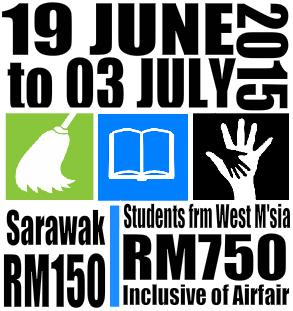 19 JUNE
to 03 JULY
2015
Sarawak
RM150
Students frm West M'sia
RM750
Inclusive of Airfair